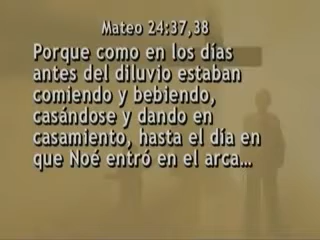 Mateo 24:37,38
Porque como en los días
antes del diluvio estaban
comiendo y bebiendo,
casándose y dando en
casamiento, hasta el día en
que Noé entró en el arca...